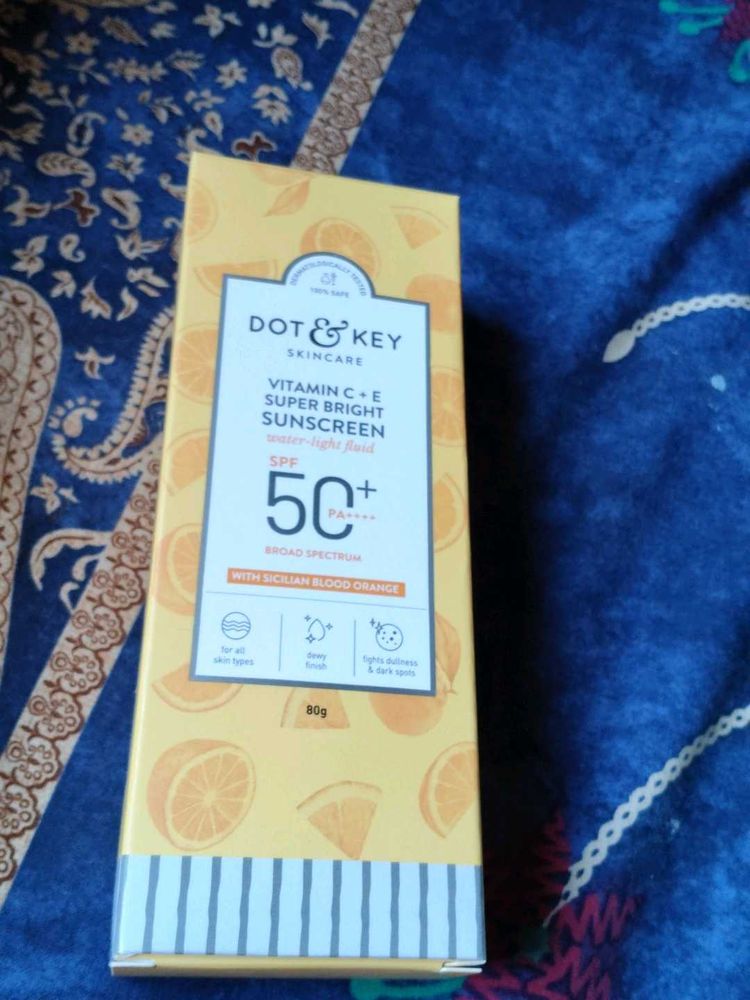 DERMATOLOGICALLY TESTED
100% SAFE
DOT & KEY
SKINCARE
VITAMIN C + E
SUPER BRIGHT
SUNSCREEN
water-light fluid
SPF
50+
PA++++
BROAD SPECTRUM
WITH SICILIAN BLOOD ORANGE
for all
skin types
dewy
finish
fights dullness
& dark spots
80g